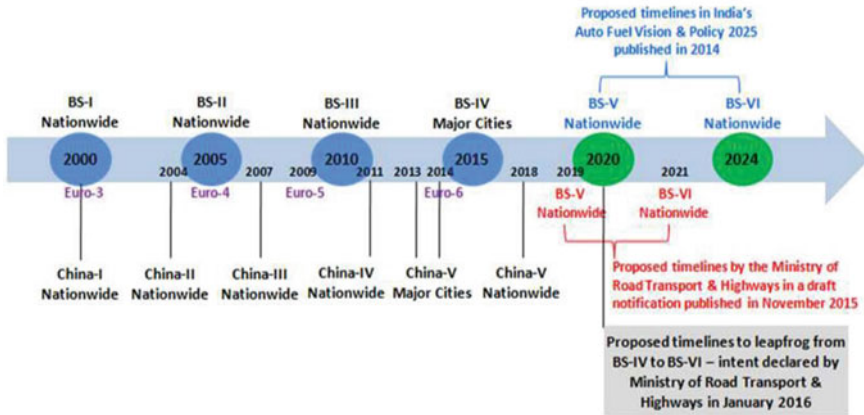 Proposed timelines in India's
Auto Fuel Vision & Policy 2025
published in 2014
BS-I
Nationwide
BS-II
Nationwide
BS-III
Nationwide
BS-IV
Major Cities
BS-V
Nationwide
BS-VI
Nationwide
2000
2005
2010
2015
2020
2024
2004
2007
2009
2011
2013
2014
2018
2019
2021
Euro-3
Euro-4
Euro-5
Euro-6
BS-V
Nationwide
BS-VI
Nationwide
China-I
Nationwide
China-II
Nationwide
China-III
Nationwide
China-IV
Nationwide
China-V
Major Cities
China-V
Nationwide
Proposed timelines by the Ministry of
Road Transport & Highways in a draft
notification published in November 2015
Proposed timelines to leapfrog from
BS-IV to BS-VI – intent declared by
Ministry of Road Transport &
Highways in January 2016